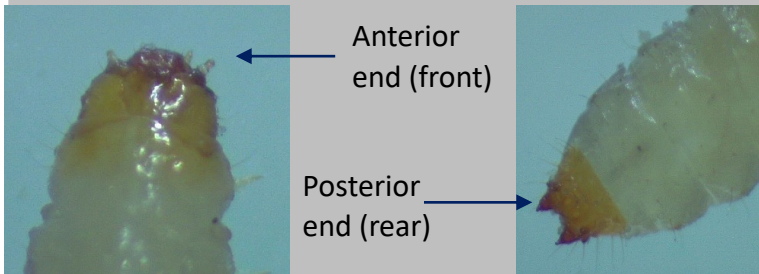 Anterior
end (front)
Posterior
end (rear)